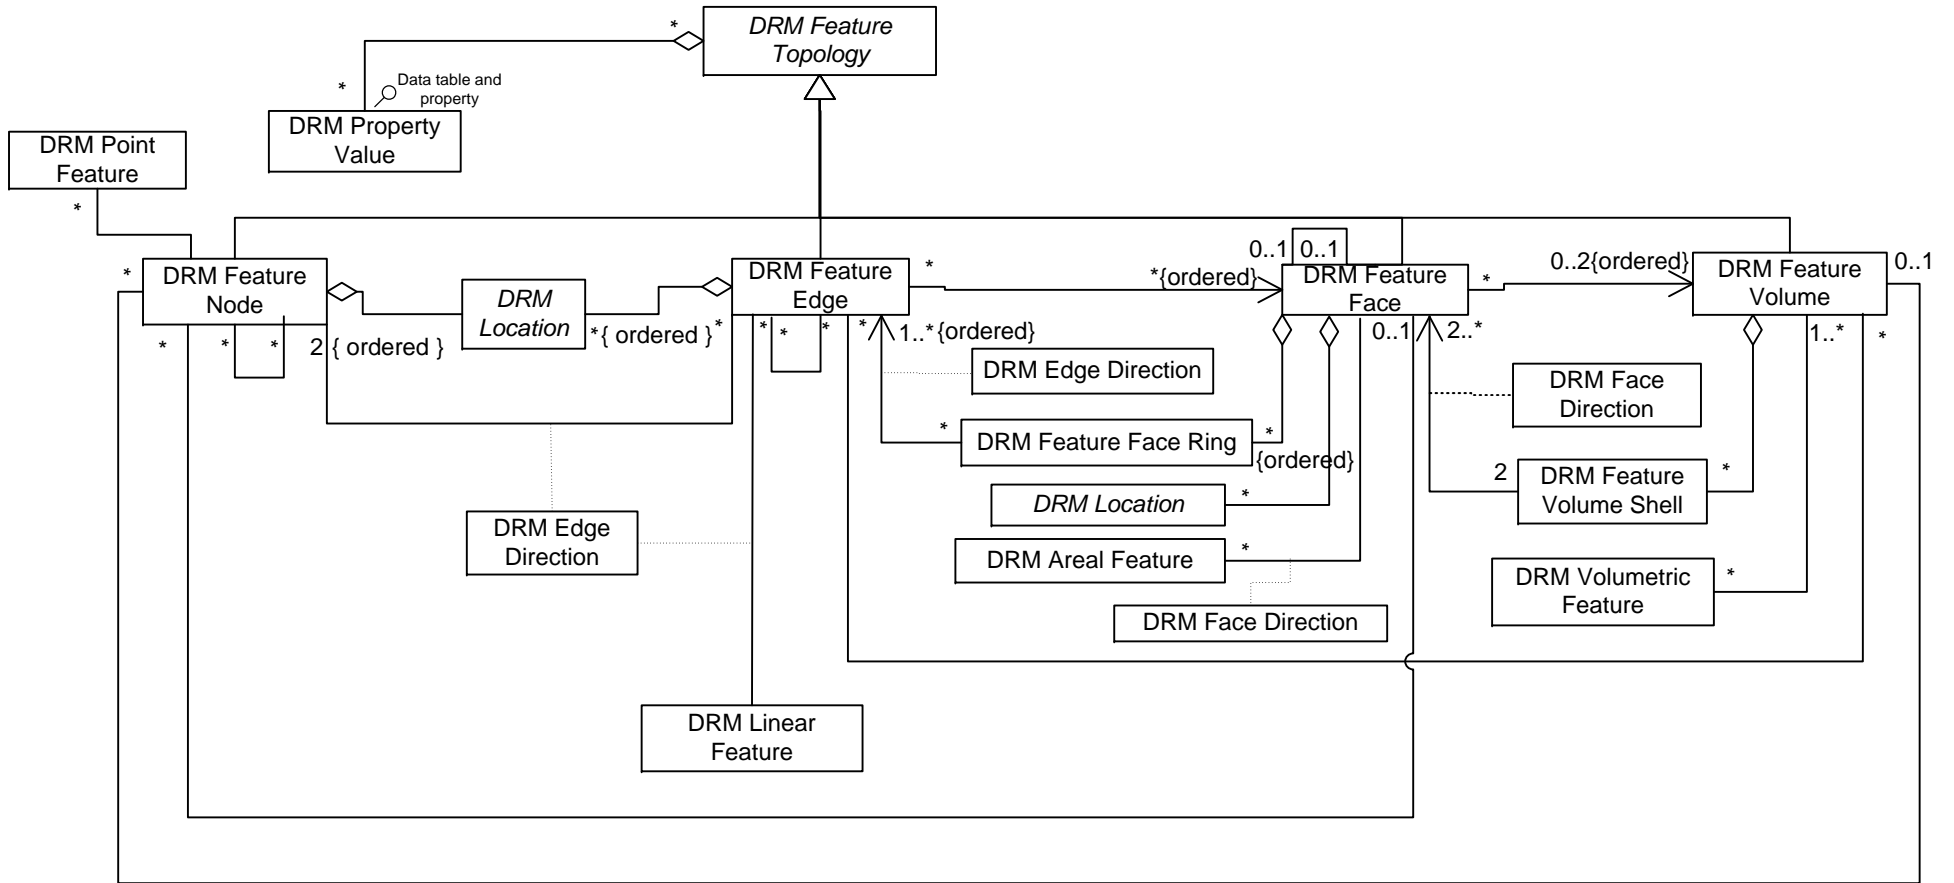 *
DRM Feature
Topology
*
Data table and
property
DRM Property
Value
DRM Point
Feature
*
*
DRM Feature
Node
*
*
*
2 { ordered }
DRM
Location
*{ ordered }
*
DRM Feature
Edge
*
*
*
*
*
1..*{ordered}
*{ordered}
0..1
0..1
DRM Feature
Face
*
0..1
2..*
0..2{ordered}
DRM Feature
Volume
0..1
1..*
*
DRM Edge Direction
*
DRM Feature Face Ring
*
{ordered}
DRM Location
*
DRM Areal Feature
*
DRM Face Direction
DRM Face
Direction
2
DRM Feature
Volume Shell
*
DRM Volumetric
Feature
*
DRM Edge
Direction
DRM Linear
Feature